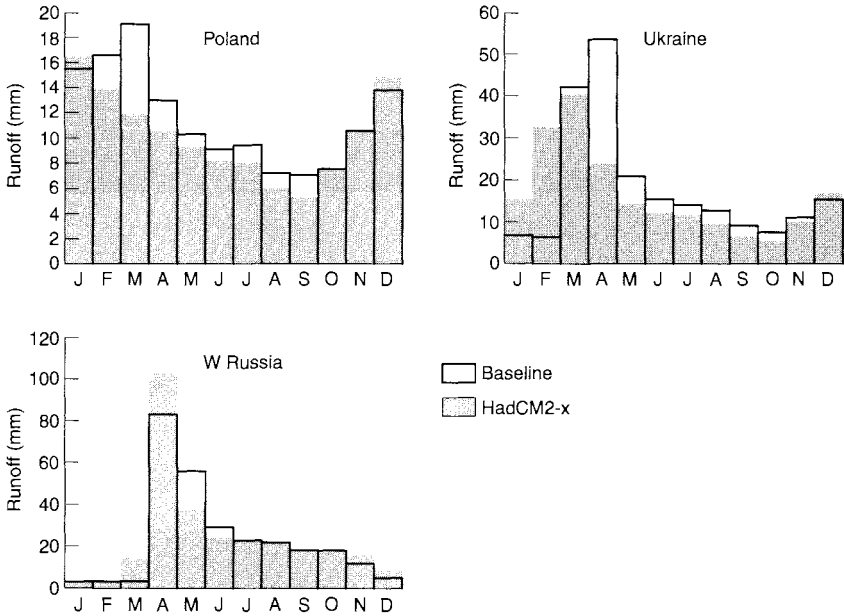 Poland
Runoff (mm)
20
18
16
14
12
10
8
6
4
2
0
J F M A M J J A S O N D
Ukraine
Runoff (mm)
60
50
40
30
20
10
0
J F M A M J J A S O N D
W Russia
Runoff (mm)
120
100
80
60
40
20
0
J F M A M J J A S O N D
Baseline
HadCM2-x